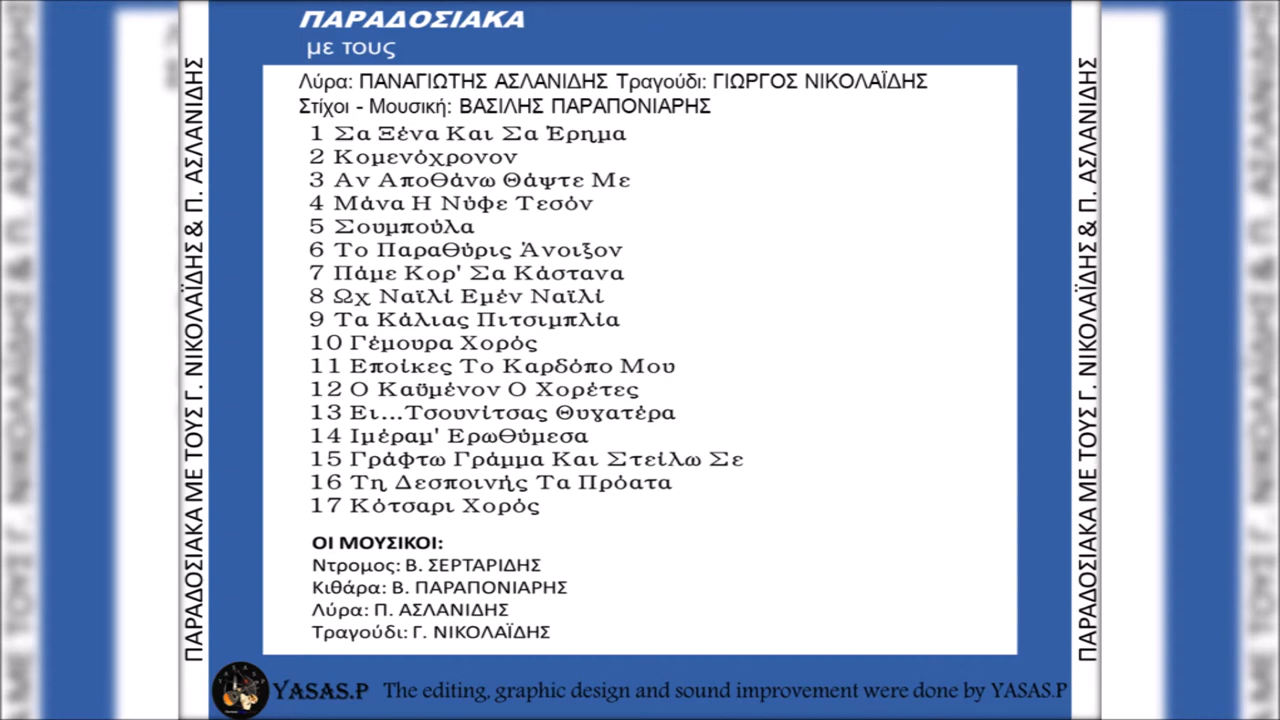 ΠΑΡΑΔΟΣΙΑΚΑ
με τους
Λύρα: ΠΑΝΑΓΙΩΤΗΣ ΑΣΛΑΝΙΔΗΣ Τραγούδι: ΓΙΩΡΓΟΣ ΝΙΚΟΛΑΪΔΗΣ
Στίχοι - Μουσική: ΒΑΣΙΛΗΣ ΠΑΡΑΠΟΝΙΑΡΗΣ
1 Σα Ξένα Και Σα Έρημα
2 Κομενόχρονον
3 Αν Αποθάνω Θάψτε Με
4 Μάνα Η Νύφε Τεσόν
5 Σουμπούλα
6 Το Παραθύρις Άνοιξον
7 Πάμε Κορ' Σα Κάστανα
8 Ωχ Ναϊλί Εμέν Ναϊλί
9 Τα Κάλιας Πιτσιμπλία
10 Γέμουρα Χορός
11 Εποίκες Το Καρδόπο Μου
12 Ο Καϋμένον Ο Χορέτες
13 Ει...Τσουνίτσας Θυγατέρα
14 Ιμέραμ' Ερωθύμεσα
15 Γράφτω Γράμμα Και Στείλω Σε
16 Τη Δεσποινής Τα Πρόατα
17 Κότσαρι Χορός
ΟΙ ΜΟΥΣΙΚΟΙ:
Ντρομος: Β. ΣΕΡΤΑΡΙΔΗΣ
Κιθάρα: Β. ΠΑΡΑΠΟΝΙΑΡΗΣ
Λύρα: Π. ΑΣΛΑΝΙΔΗΣ
Τραγούδι: Γ. ΝΙΚΟΛΑΪΔΗΣ
ΠΑΡΑΔΟΣΙΑΚΑ ΜΕ ΤΟΥΣ Γ. ΝΙΚΟΛΑΪΔΗΣ & Π. ΑΣΛΑΝΙΔΗΣ
ΠΑΡΑΔΟΣΙΑΚΑ ΜΕ ΤΟΥΣ Γ. ΝΙΚΟΛΑΪΔΗΣ & Π. ΑΣΛΑΝΙΔΗΣ
YASAS.P The editing, graphic design and sound improvement were done by YASAS.P